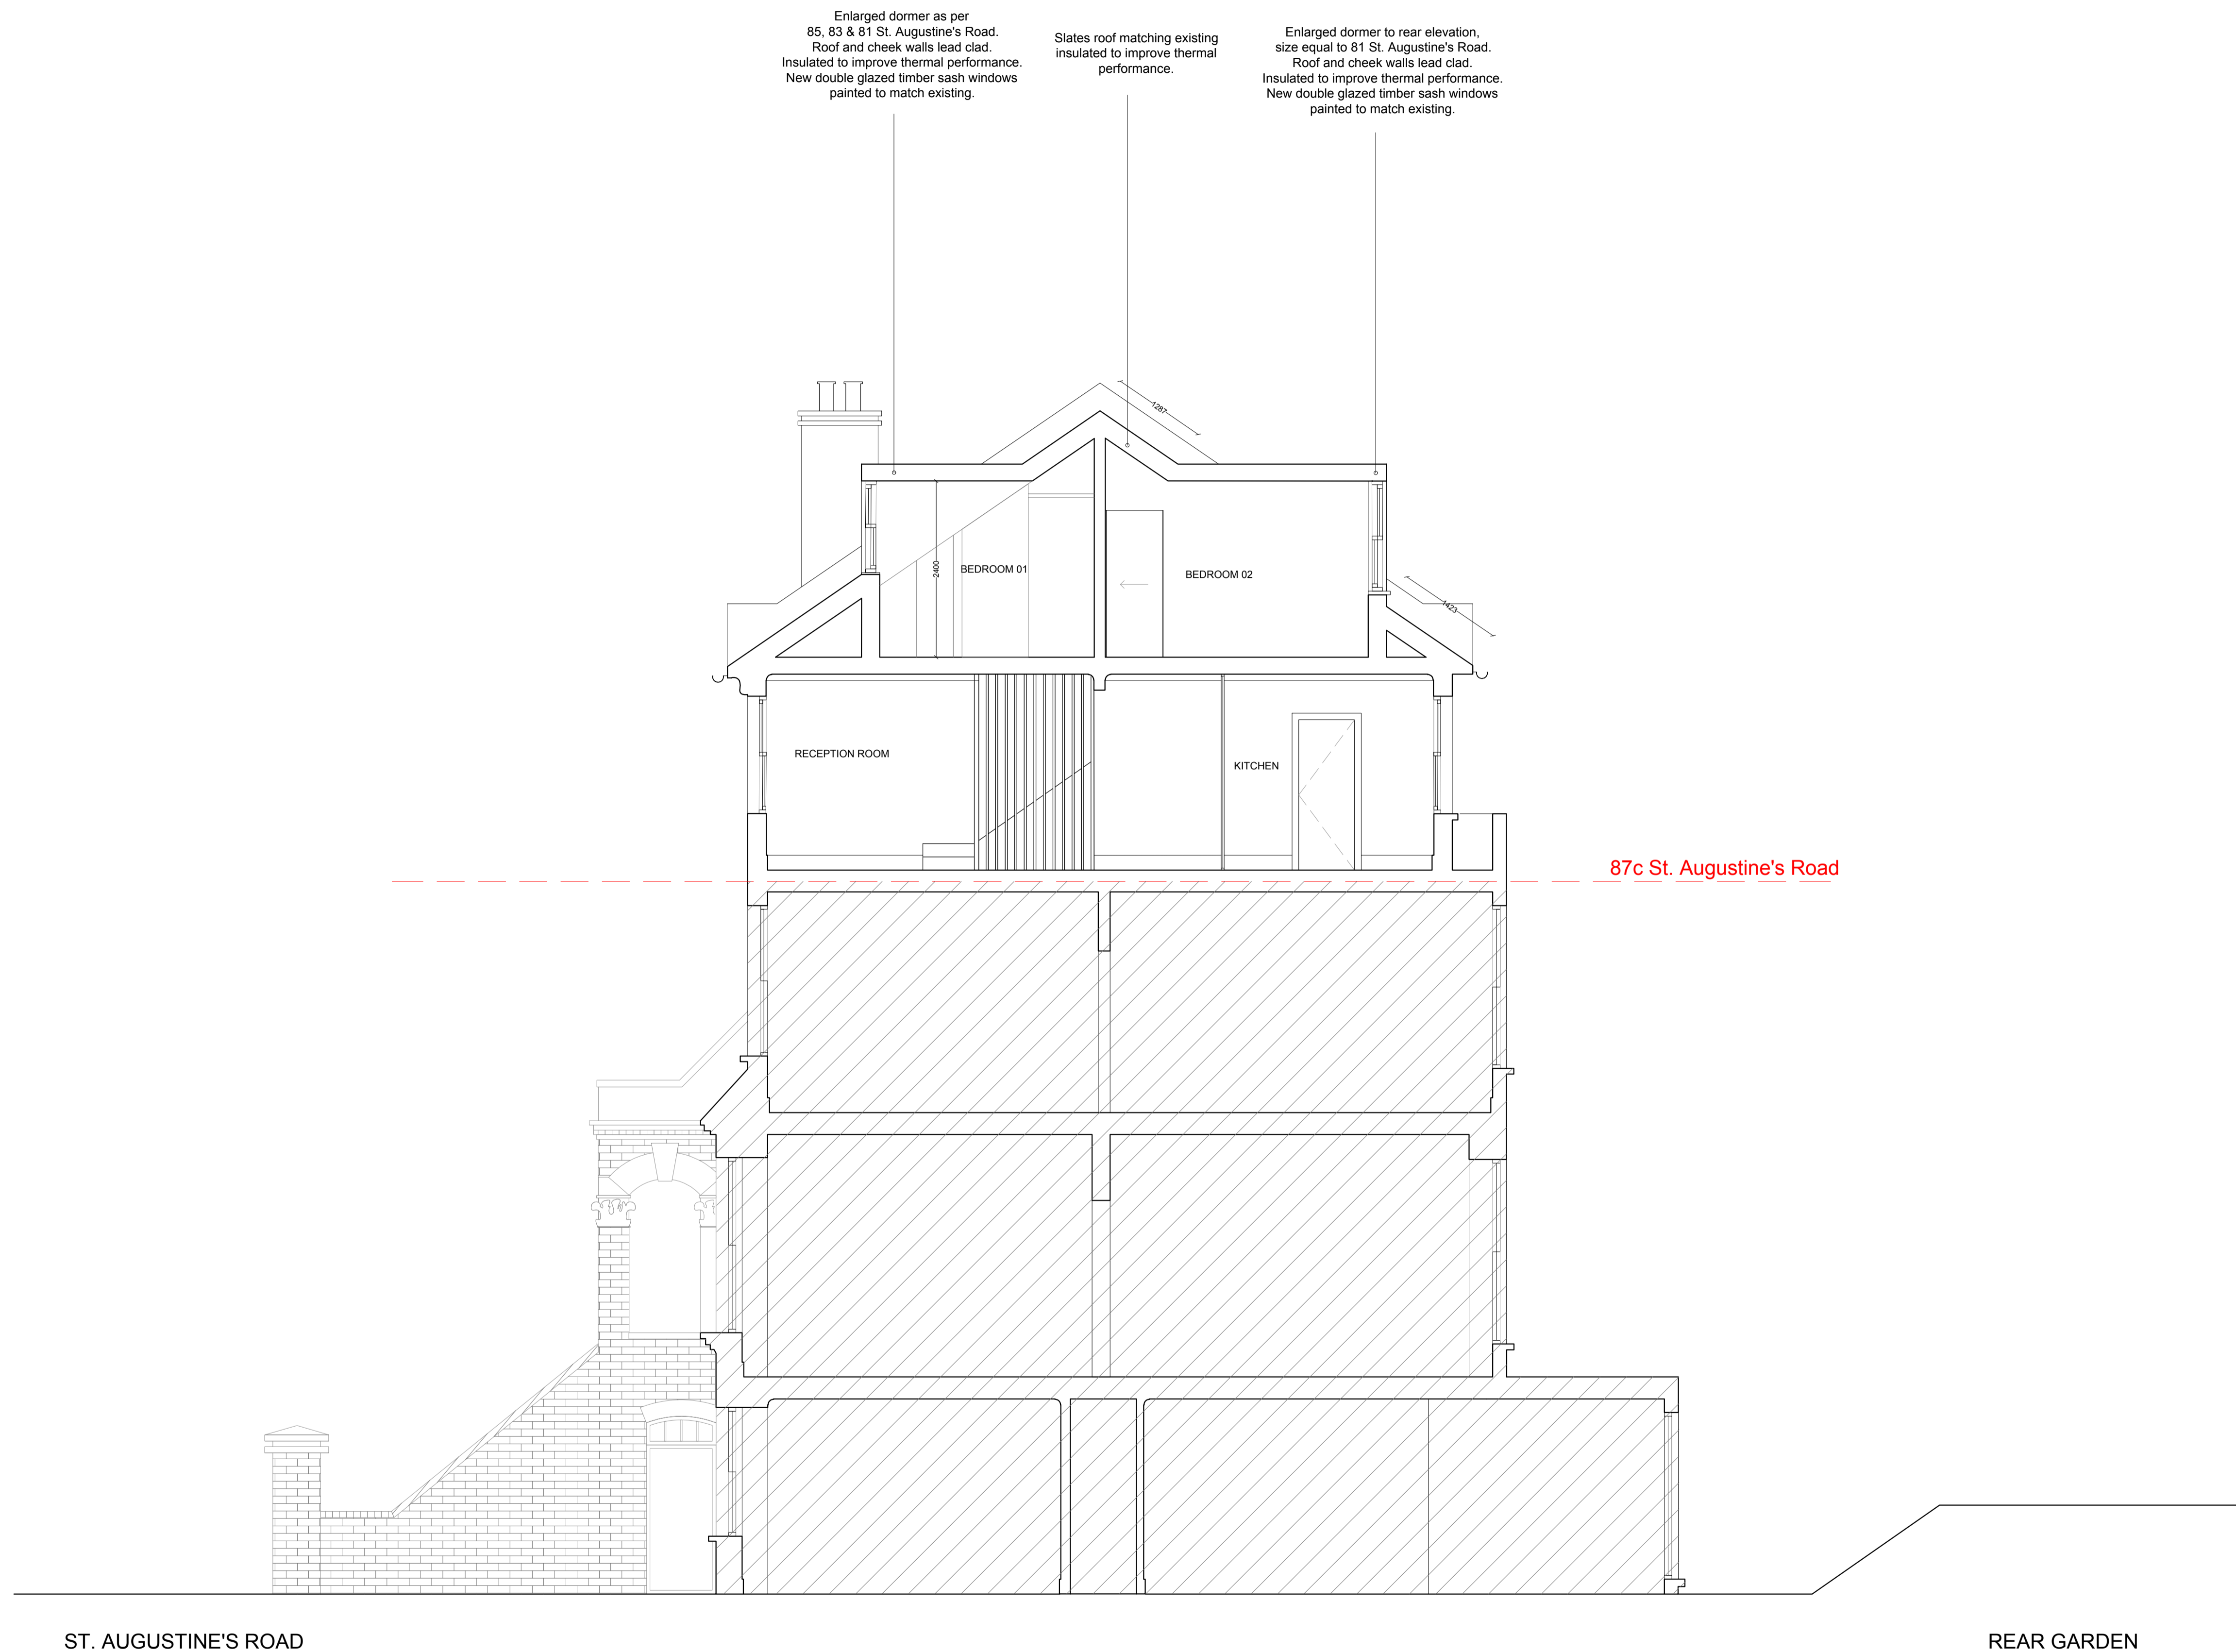 Enlarged dormer as per
85, 83 & 81 St. Augustine's Road.
Roof and cheek walls lead clad.
Insulated to improve thermal performance.
New double glazed timber sash windows
painted to match existing.
Slates roof matching existing
insulated to improve thermal
performance.
Enlarged dormer to rear elevation,
size equal to 81 St. Augustine's Road.
Roof and cheek walls lead clad.
Insulated to improve thermal performance.
New double glazed timber sash windows
painted to match existing.
1287
2400
BEDROOM 01
BEDROOM 02
1423
RECEPTION ROOM
KITCHEN
87c St. Augustine's Road
ST. AUGUSTINE'S ROAD
REAR GARDEN